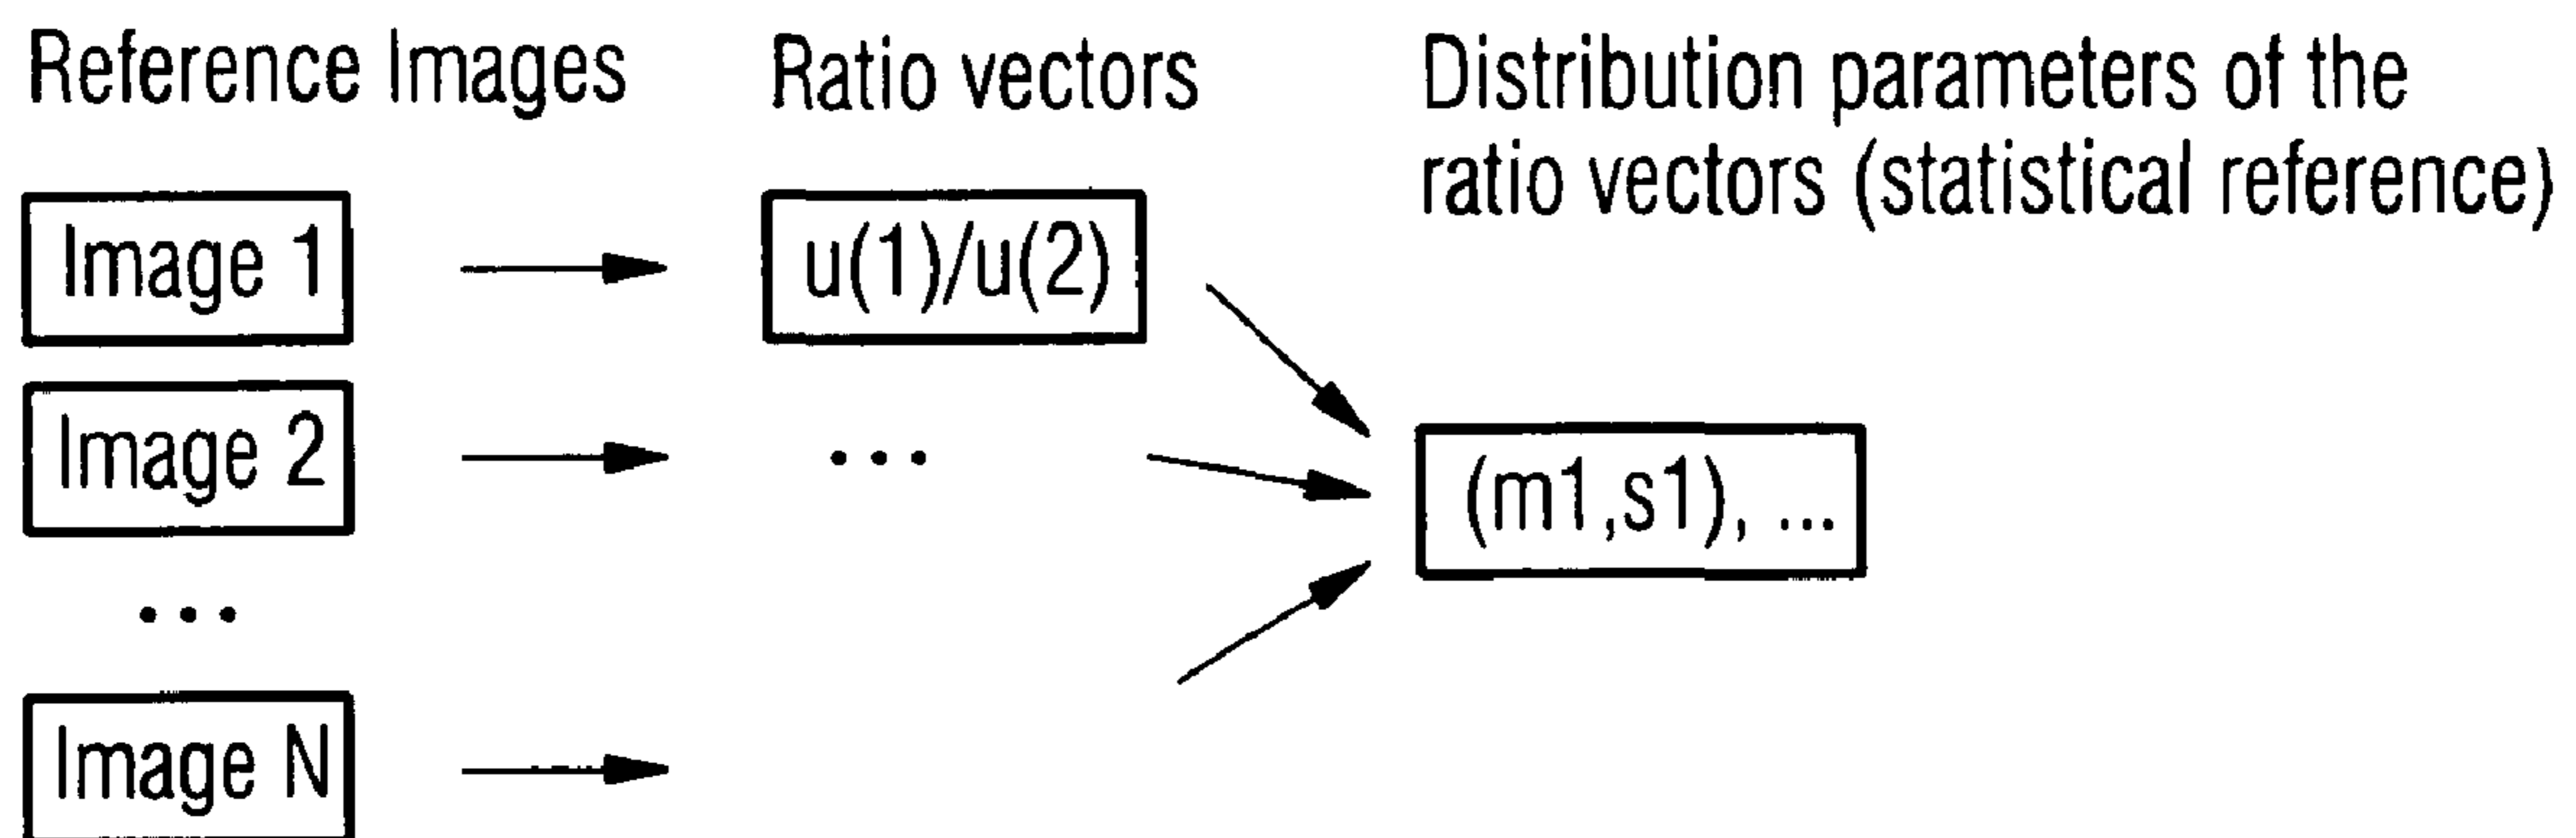 Reference Images
Ratio vectors
Distribution parameters of the
ratio vectors (statistical reference)
Image 1
u(1)/u(2)
Image 2
...
(m1,s1), ...
...
Image N